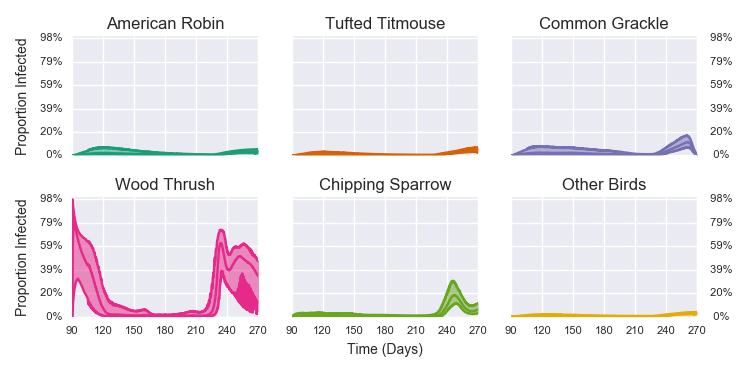 American Robin Tufted Titmouse Common Grackle
98% 98%
79% 79%
59% 59%
39% 39%
20% 20%
0% 0%
Proportion Infected
Wood Thrush Chipping Sparrow Other Birds
98% 98%
79% 79%
59% 59%
39% 39%
20% 20%
0% 0%
Proportion Infected
90 120 150 180 210 240 270 90 120 150 180 210 240 270 90 120 150 180 210 240 270
Time (Days)